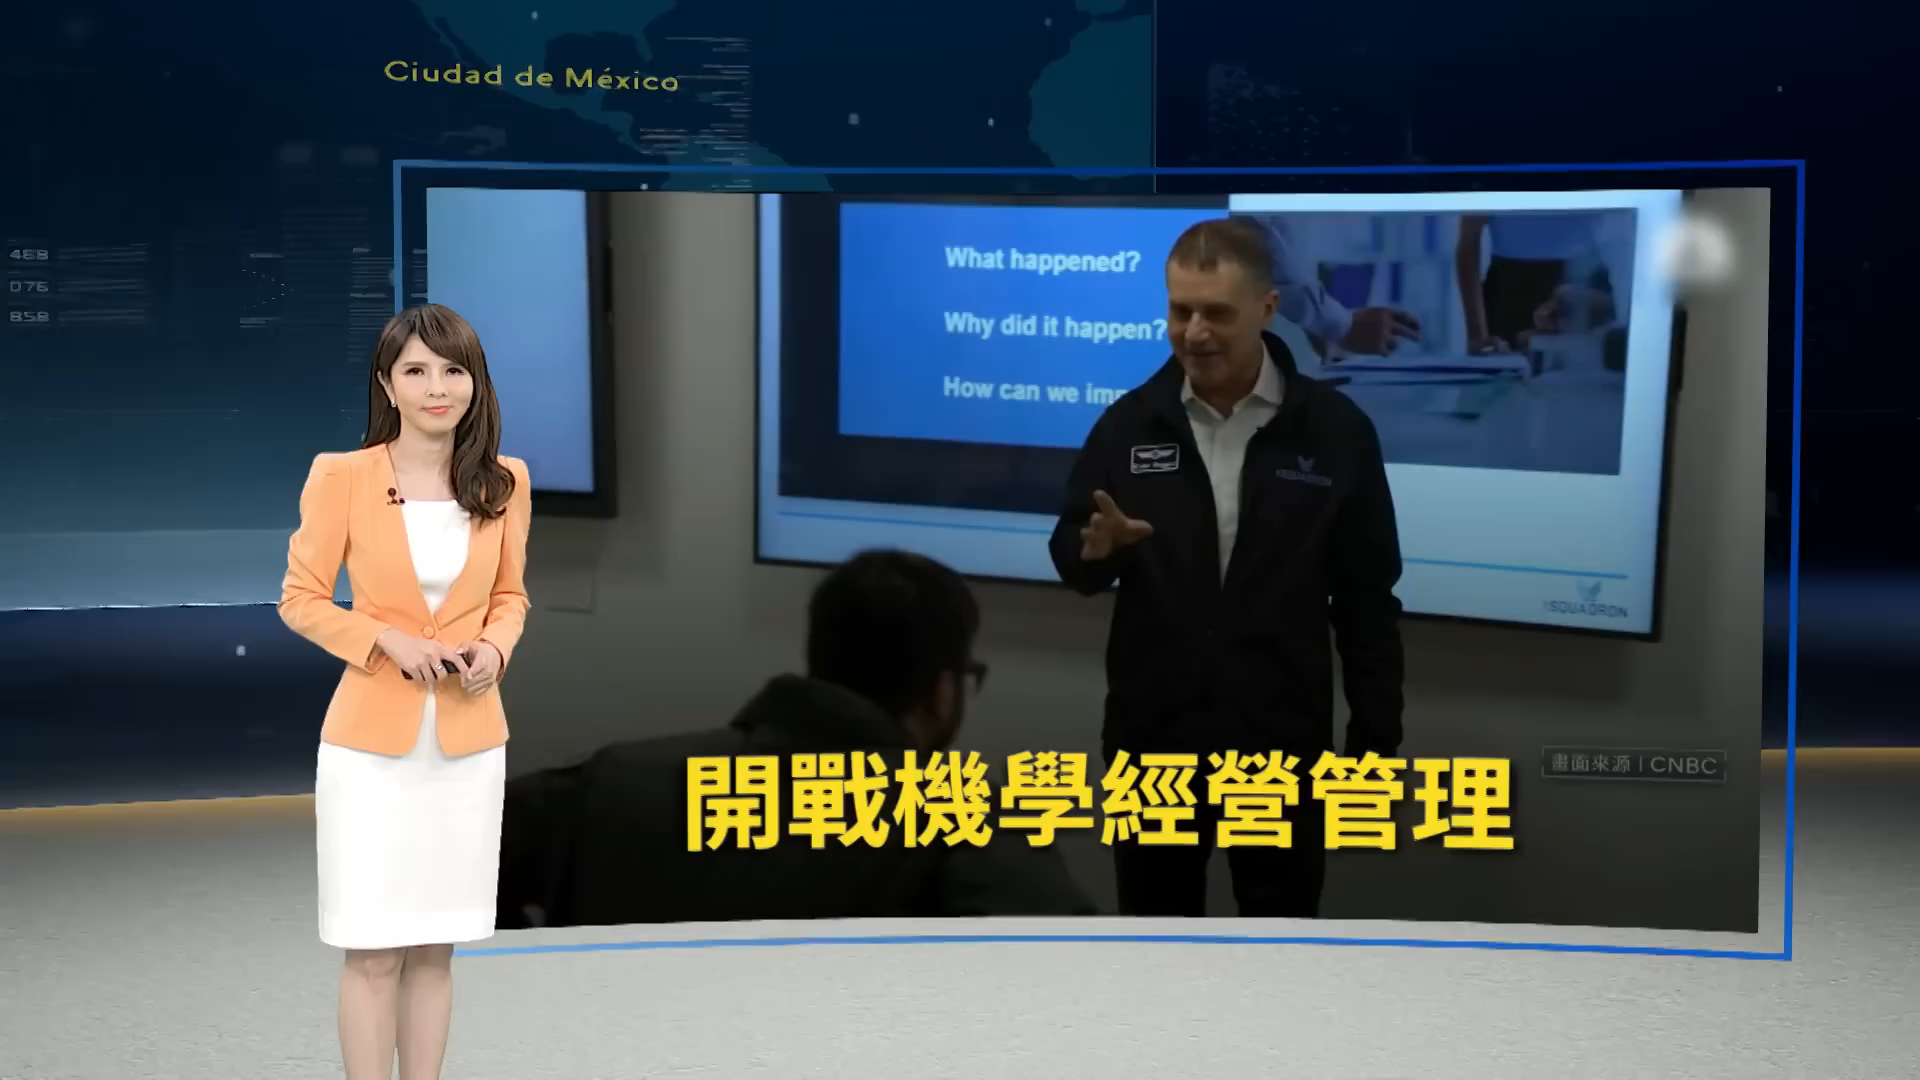 Ciudad de México
468
076
858
What happened?
Why did it happen?
How can we imp
SQUADRON
畫面來源 | CNBC
開戰機學經營管理